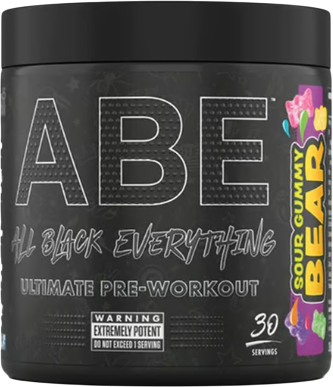 ABE™
ALL BLACK EVERYTHING
ULTIMATE PRE-WORKOUT
WARNING
EXTREMELY POTENT
DO NOT EXCEED 1 SERVING
30
SERVINGS
SOUR GUMMY
BEAR